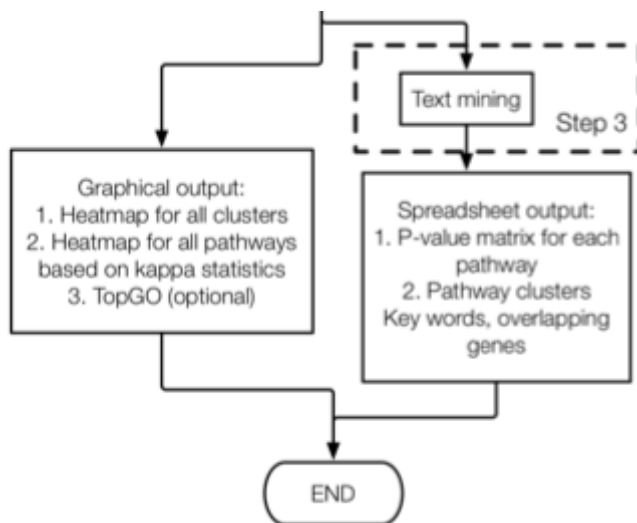 Text mining
Step 3
Graphical output:
1. Heatmap for all clusters
2. Heatmap for all pathways
based on kappa statistics
3. TopGO (optional)
Spreadsheet output:
1. P-value matrix for each
pathway
2. Pathway clusters
Key words, overlapping
genes
END